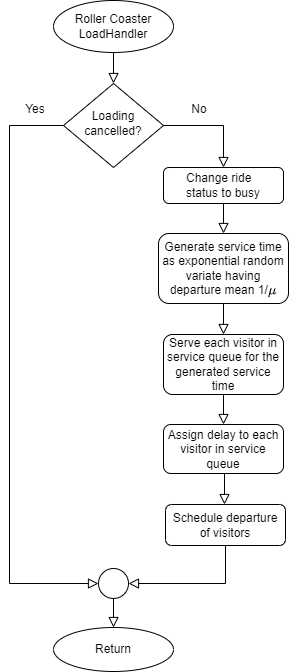 Roller Coaster
LoadHandler
Loading
cancelled?
Yes
No
Change ride
status to busy
Generate service time
as exponential random
variate having
departure mean 1/μ
Serve each visitor in
service queue for the
generated service
time
Assign delay to each
visitor in service
queue
Schedule departure
of visitors
Return